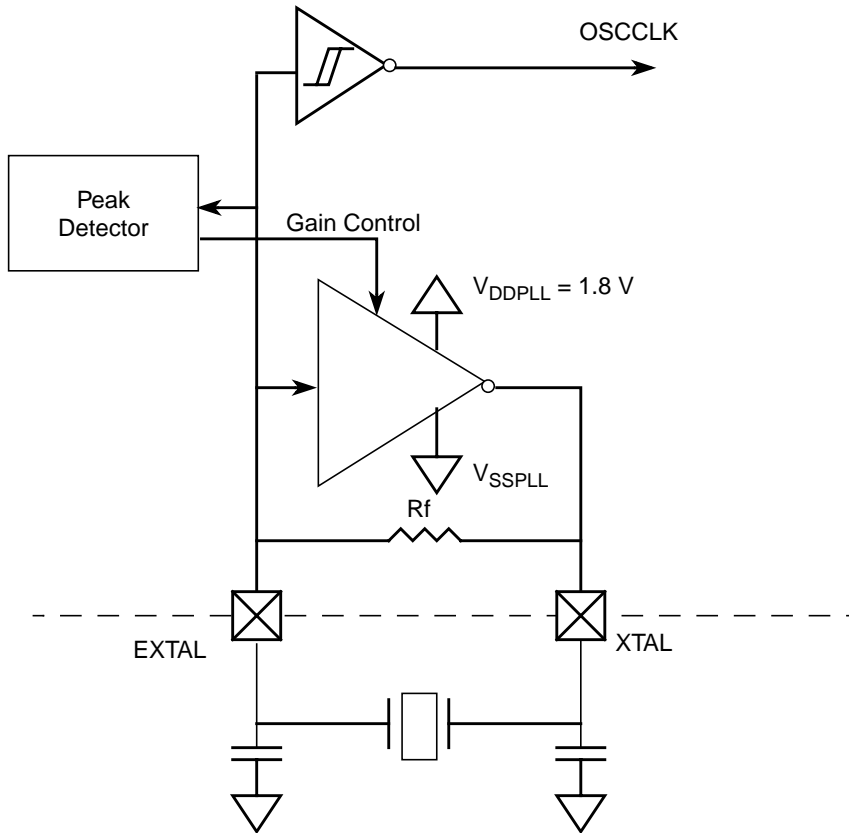 OSCCLK
Peak
Detector
Gain Control
VDDPLL = 1.8 V
VSSPLL
Rf
EXTAL
XTAL